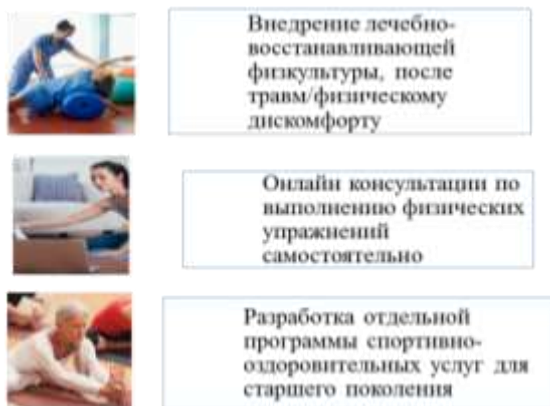 Внедрение лечебно-
восстанавливающей
физкультуры, после
травм/физическому
дискомфорту
Онлайн консультации по
выполнению физических
упражнений
самостоятельно
Разработка отдельной
программы спортивно-
оздоровительных услуг для
старшего поколения